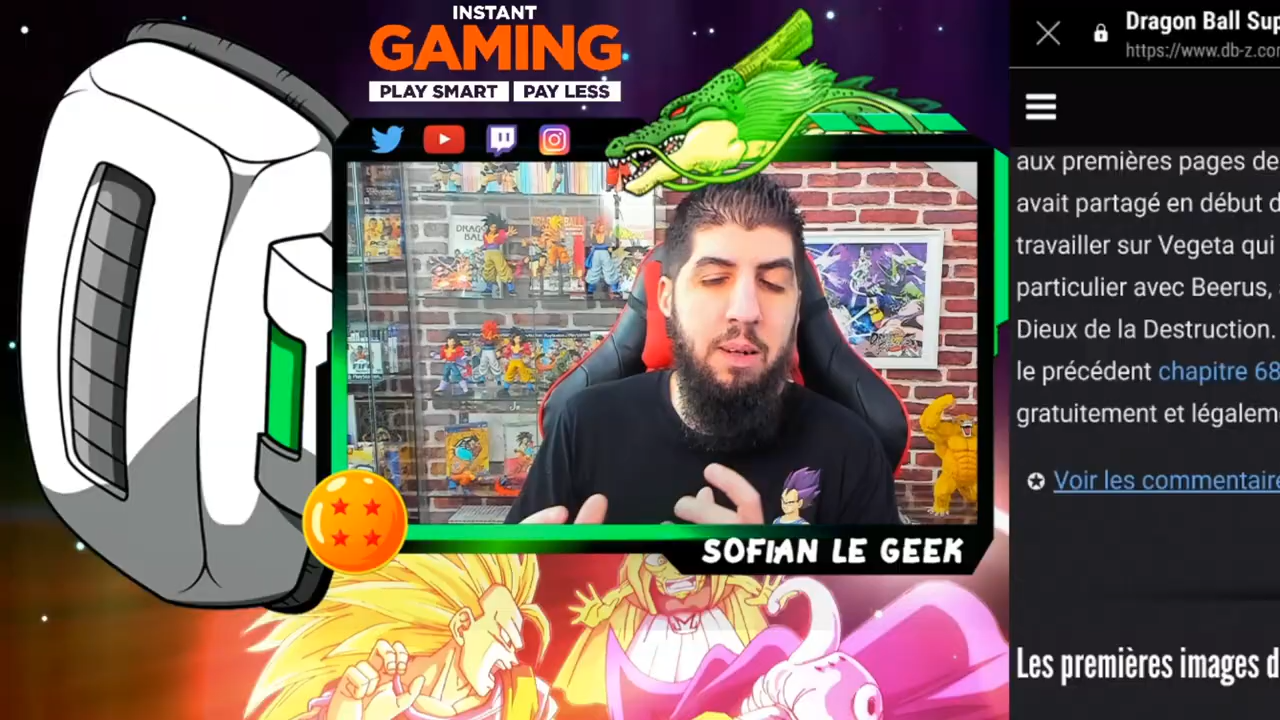 INSTANT
GAMING
PLAY SMART PAY LESS
SOFIAN LE GEEK
Dragon Ball Sup
https://www.db-z.co
aux premières pages de
avait partagé en début d
travailler sur Vegeta qui
particulier avec Beerus,
Dieux de la Destruction.
le précédent chapitre 68
gratuitement et légalem
Voir les commentaire
Les premières images d